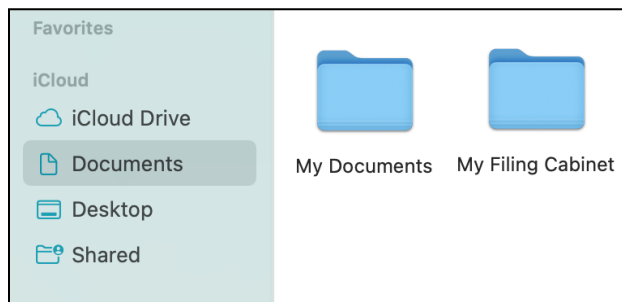 Favorites
iCloud
iCloud Drive
Documents
Desktop
Shared
My Documents
My Filing Cabinet